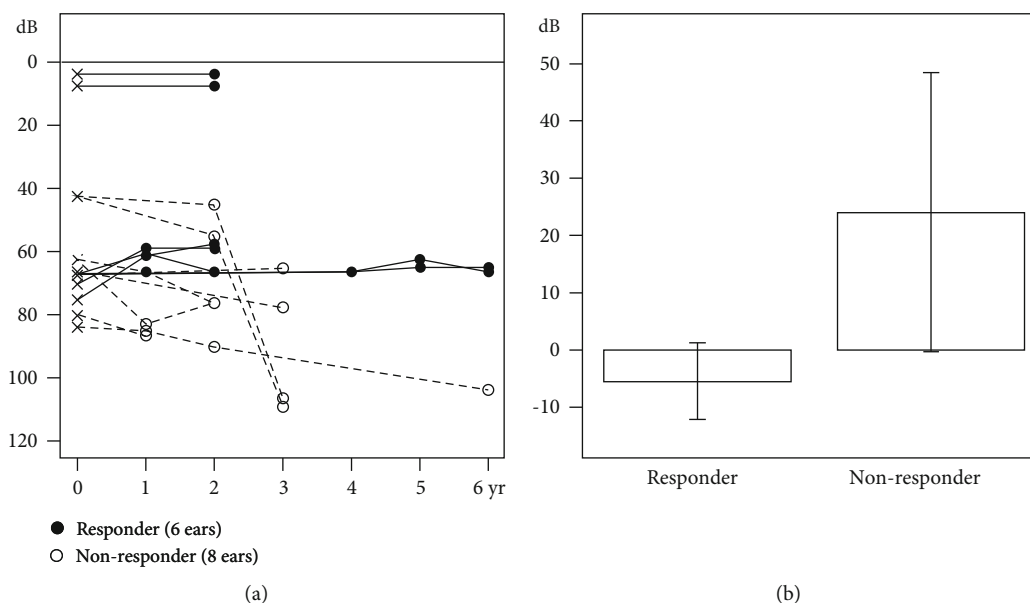 dB
0
20
40
60
80
100
120
0 1 2 3 4 5 6 yr
Responder (6 ears)
Non-responder (8 ears)
(a)
dB
50
40
30
20
10
0
-10
Responder Non-responder
(b)